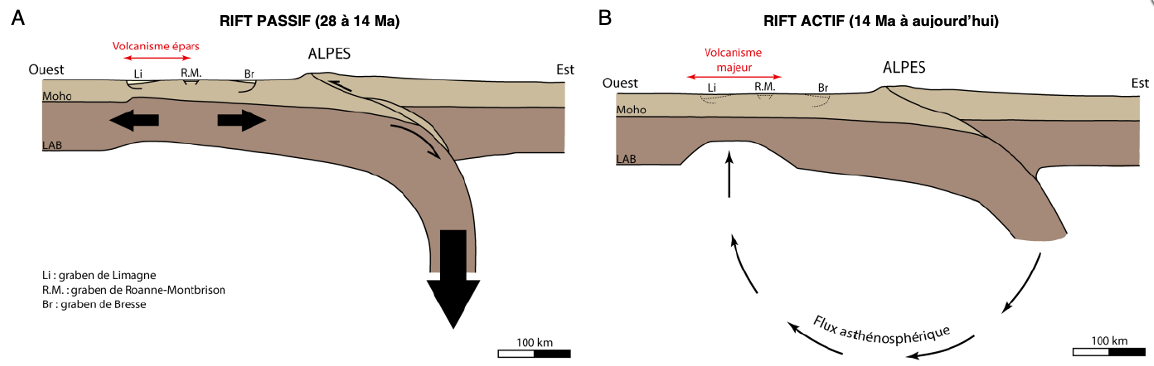 A
RIFT PASSIF (28 à 14 Ma)
Volcanisme épars
ALPES
Ouest
Li
R.M.
Br
Est
Moho
LAB
Li : graben de Limagne
R.M. : graben de Roanne-Montbrison
Br : graben de Bresse
100 km
B
RIFT ACTIF (14 Ma à aujourd'hui)
Volcanisme
majeur
ALPES
Ouest
Li
R.M.
Br
Est
Moho
LAB
Flux asthénosphérique
100 km